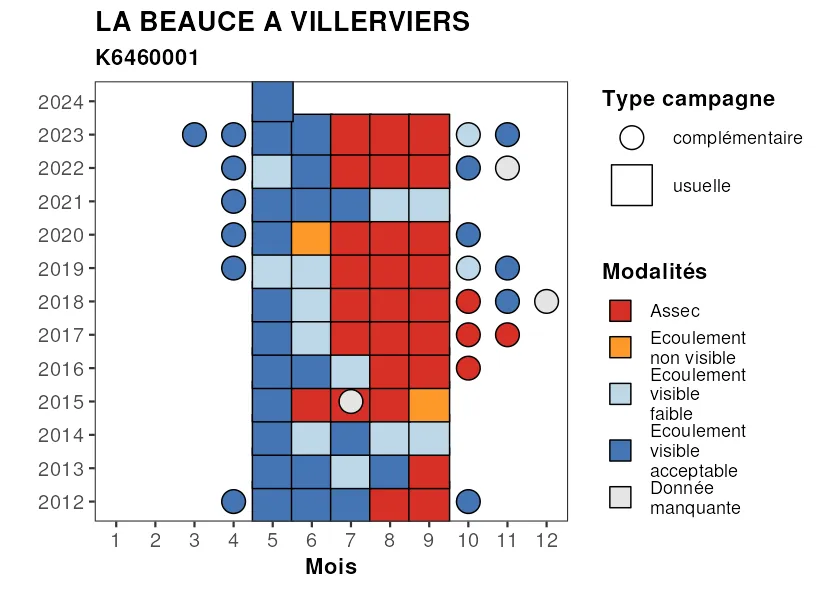 LA BEAUCE A VILLERVIERS
K6460001
2024
2023
2022
2021
2020
2019
2018
2017
2016
2015
2014
2013
2012
1 2 3 4 5 6 7 8 9 10 11 12
Mois
Type campagne
complémentaire
usuelle
Modalités
Assec
Ecoulement
non visible
Ecoulement
visible
faible
Ecoulement
visible
acceptable
Donnée
manquante